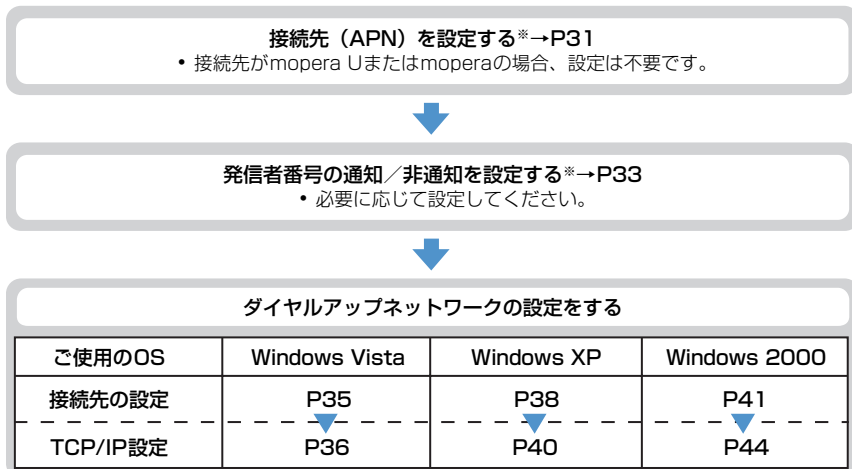 接続先（APN）を設定する※→P31
• 接続先がmopera Uまたはmoperaの場合、設定は不要です。
発信者番号の通知／非通知を設定する※→P33
• 必要に応じて設定してください。
ダイヤルアップネットワークの設定をする
ご使用のOS Windows Vista Windows XP Windows 2000
接続先の設定 P35 P38 P41
TCP/IP設定 P36 P40 P44